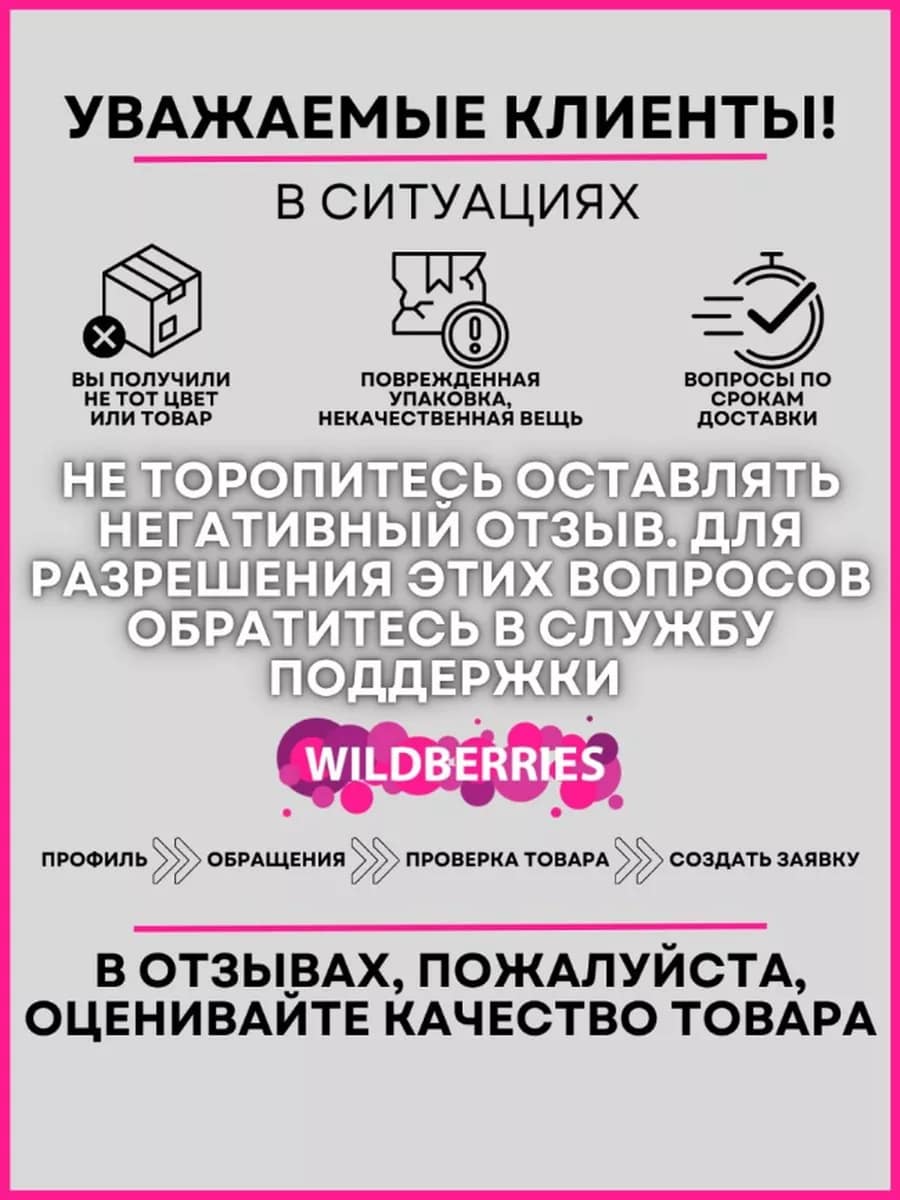 УВАЖАЕМЫЕ КЛИЕНТЫ!
В СИТУАЦИЯХ
ВЫ ПОЛУЧИЛИ
НЕ ТОТ ЦВЕТ
ИЛИ ТОВАР
ПОВРЕЖДЕННАЯ
УПАКОВКА,
НЕКАЧЕСТВЕННАЯ ВЕЩЬ
ВОПРОСЫ ПО
СРОКАМ
ДОСТАВКИ
НЕ ТОРОПИТЕСЬ ОСТАВЛЯТЬ
НЕГАТИВНЫЙ ОТЗЫВ. ДЛЯ
РАЗРЕШЕНИЯ ЭТИХ ВОПРОСОВ
ОБРАТИТЕСЬ В СЛУЖБУ
ПОДДЕРЖКИ
WILDBERRIES
ПРОФИЛЬ ОБРАЩЕНИЯ ПРОВЕРКА ТОВАРА СОЗДАТЬ ЗАЯВКУ
В ОТЗЫВАХ, ПОЖАЛУЙСТА,
ОЦЕНИВАЙТЕ КАЧЕСТВО ТОВАРА